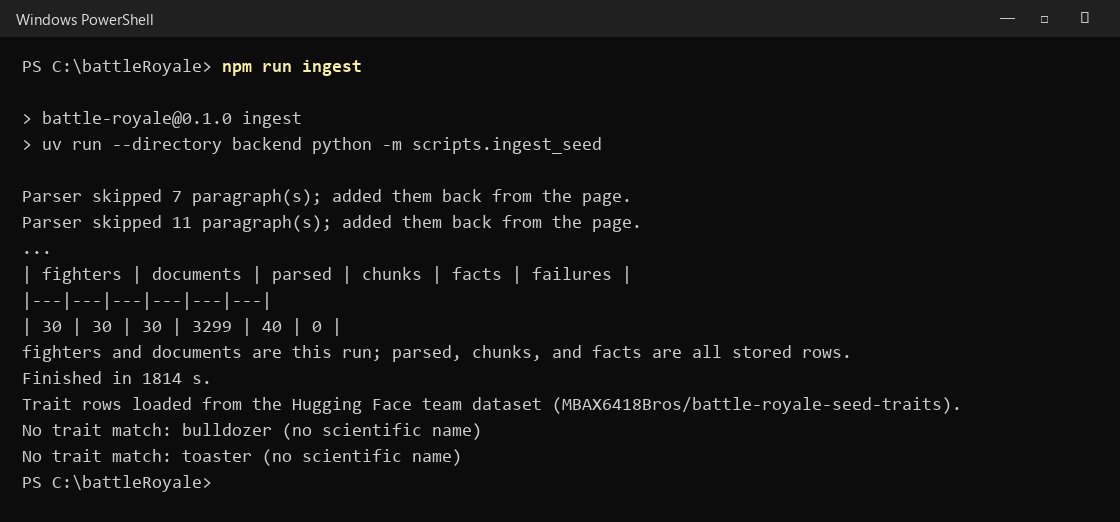 Windows PowerShell
PS C:\battleRoyale> npm run ingest
> battle-royale@0.1.0 ingest
> uv run --directory backend python -m scripts.ingest_seed
Parser skipped 7 paragraph(s); added them back from the page.
Parser skipped 11 paragraph(s); added them back from the page.
...
| fighters | documents | parsed | chunks | facts | failures |
|---|---|---|---|---|---|
| 30 | 30 | 30 | 3299 | 40 | 0 |
fighters and documents are this run; parsed, chunks, and facts are all stored rows.
Finished in 1814 s.
Trait rows loaded from the Hugging Face team dataset (MBAX6418Bros/battle-royale-seed-traits).
No trait match: bulldozer (no scientific name)
No trait match: toaster (no scientific name)
PS C:\battleRoyale>